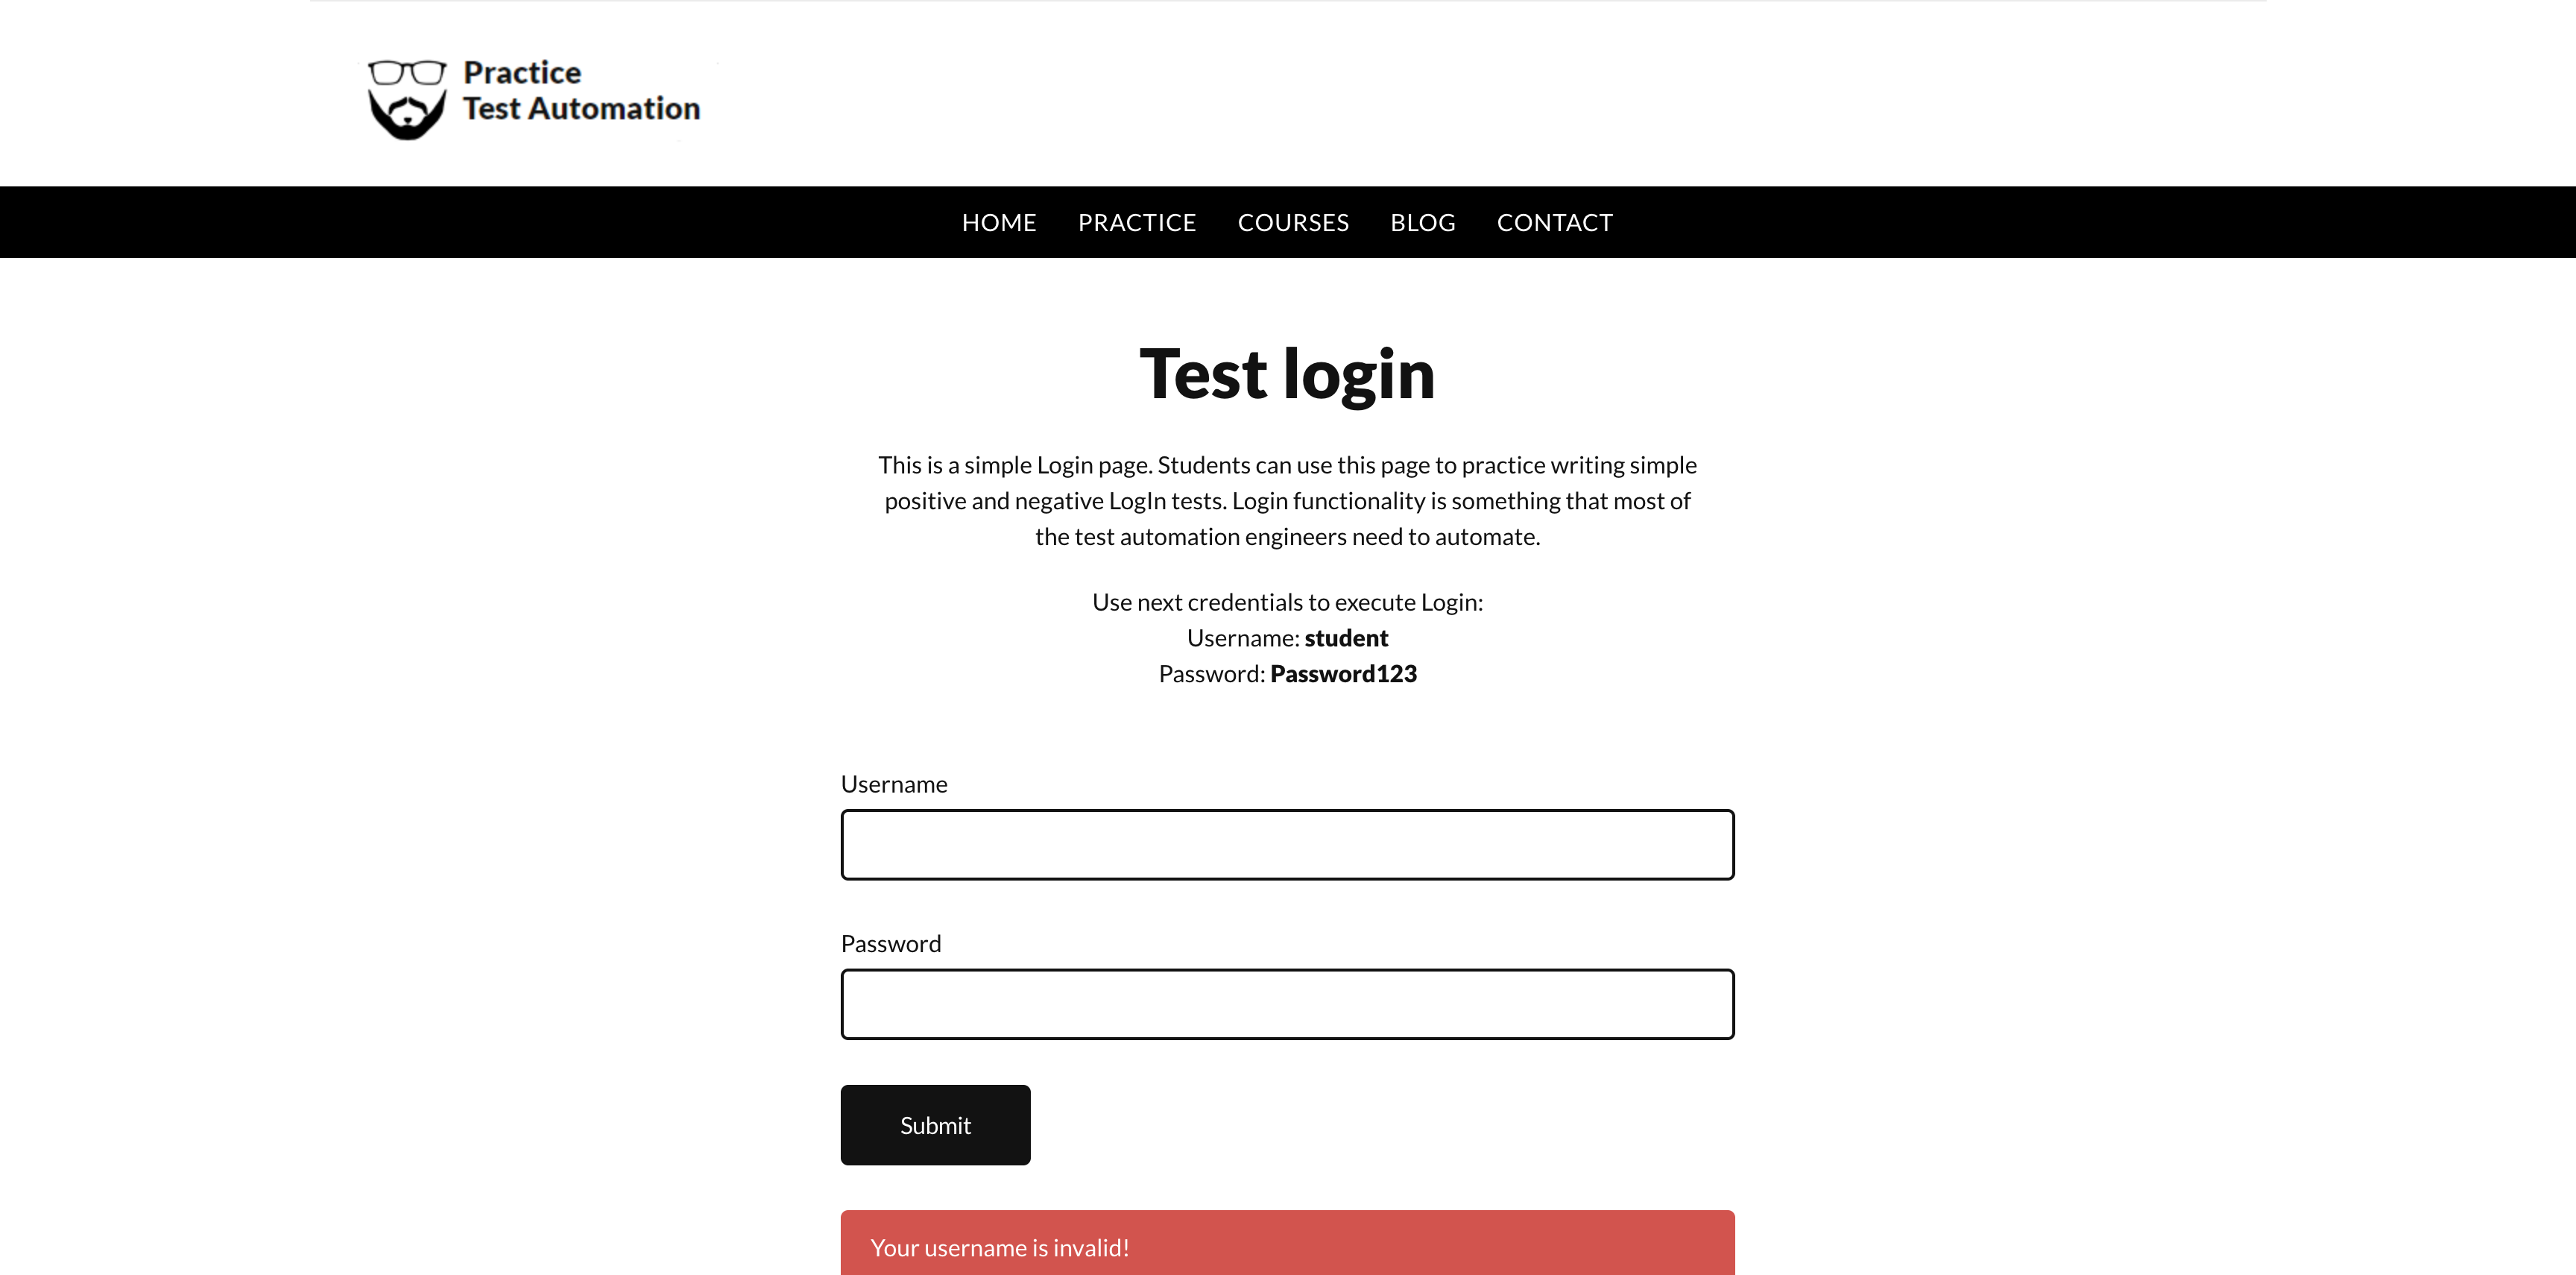 Practice
Test Automation
HOME PRACTICE COURSES BLOG CONTACT
Test login
This is a simple Login page. Students can use this page to practice writing simple
positive and negative LogIn tests. Login functionality is something that most of
the test automation engineers need to automate.
Use next credentials to execute Login:
Username: student
Password: Password123
Username
Password
Submit
Your username is invalid!